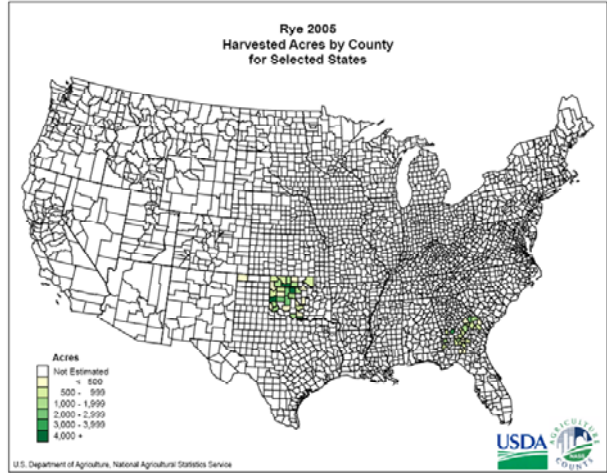 Rye 2005
Harvested Acres by County
for Selected States
Acres
Not Estimated
< 500
500 - 999
1,000 - 1,999
2,000 - 2,999
3,000 - 3,999
4,000 +
U.S. Department of Agriculture, National Agricultural Statistics Service
USDA
AGRICULTURE
COUNTS
NASS